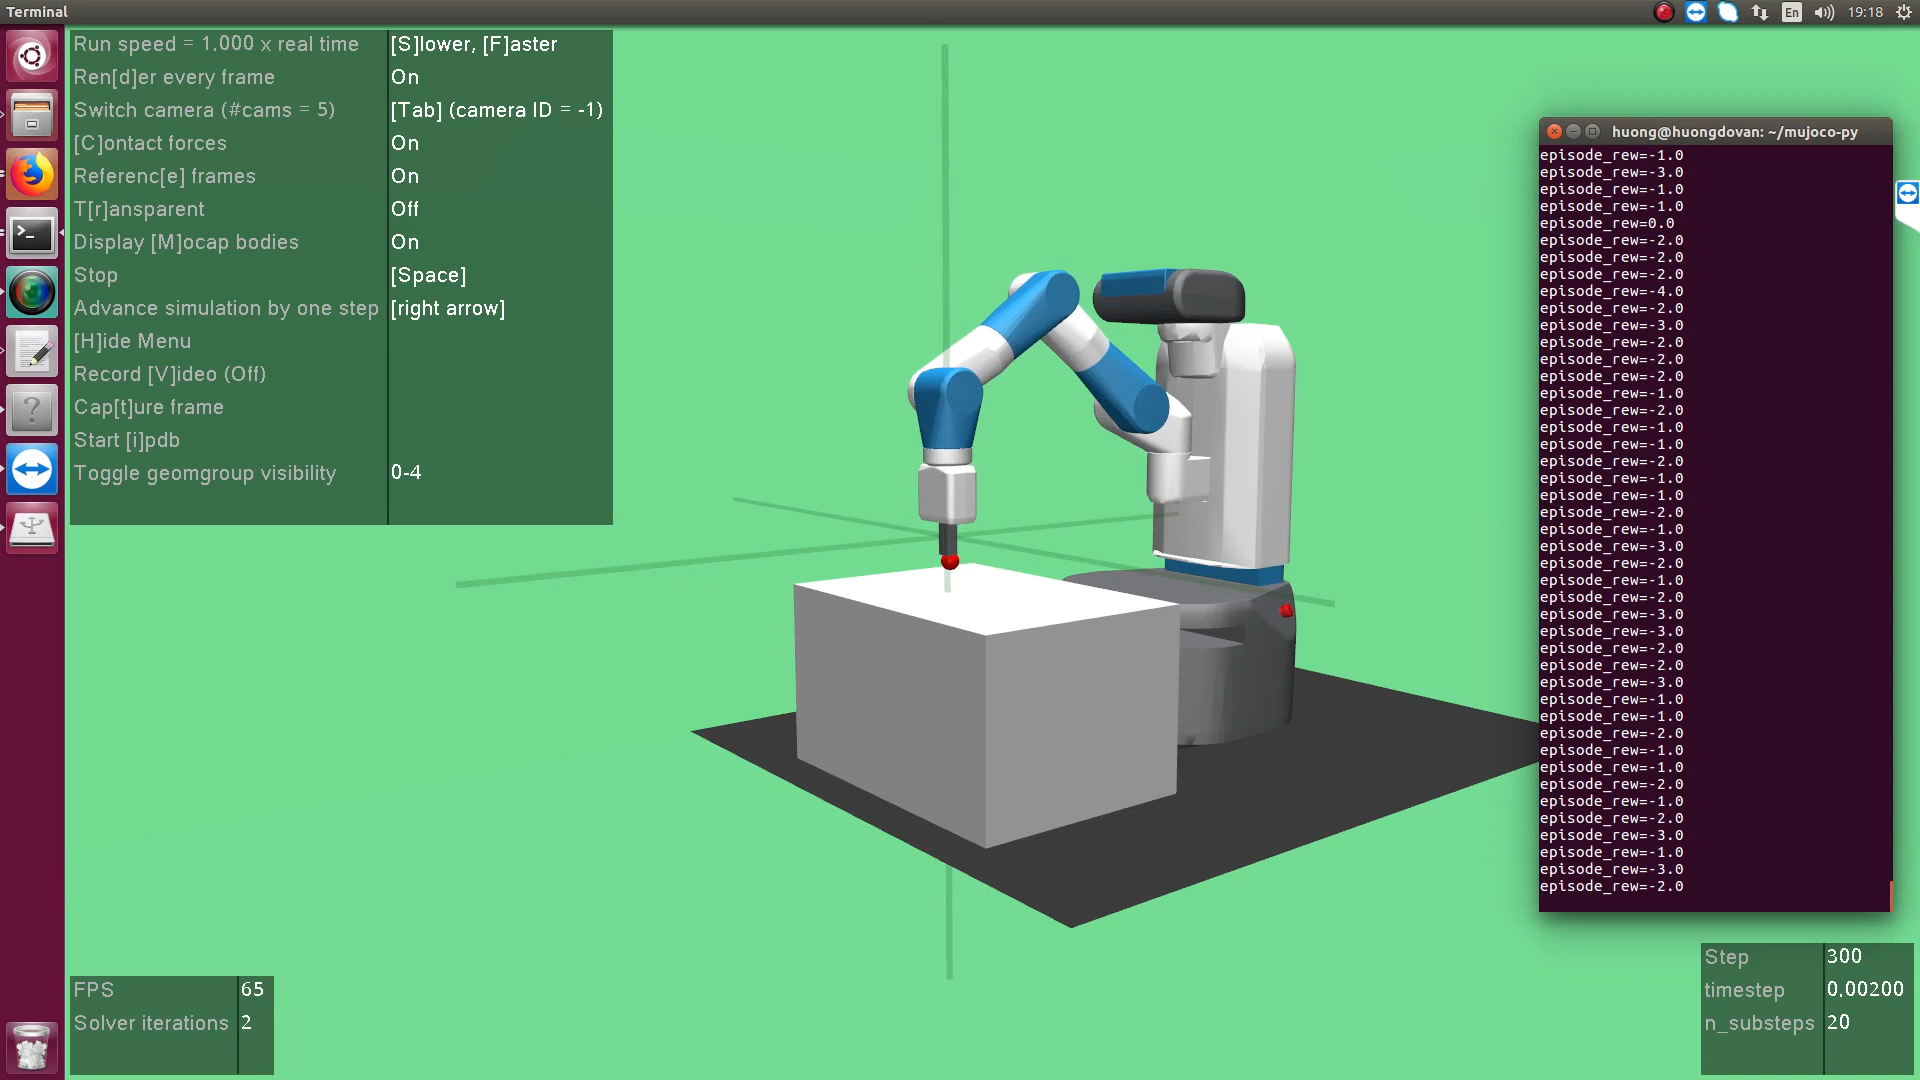 Terminal
En
19:18
Run speed = 1.000 x real time [S]lower, [F]aster
Ren[d]er every frame On
Switch camera (#cams = 5) [Tab] (camera ID = -1)
[C]ontact forces On
Referenc[e] frames On
T[r]ansparent Off
Display [M]ocap bodies On
Stop [Space]
Advance simulation by one step [right arrow]
[H]ide Menu
Record [V]ideo (Off)
Cap[t]ure frame
Start [i]pdb
Toggle geomgroup visibility 0-4
huong@huongdovan: ~/mujoco-py
episode_rew=-1.0
episode_rew=-3.0
episode_rew=-1.0
episode_rew=-1.0
episode_rew=0.0
episode_rew=-2.0
episode_rew=-2.0
episode_rew=-2.0
episode_rew=-4.0
episode_rew=-2.0
episode_rew=-3.0
episode_rew=-2.0
episode_rew=-2.0
episode_rew=-2.0
episode_rew=-1.0
episode_rew=-2.0
episode_rew=-1.0
episode_rew=-1.0
episode_rew=-2.0
episode_rew=-1.0
episode_rew=-1.0
episode_rew=-2.0
episode_rew=-1.0
episode_rew=-3.0
episode_rew=-2.0
episode_rew=-1.0
episode_rew=-2.0
episode_rew=-3.0
episode_rew=-3.0
episode_rew=-2.0
episode_rew=-2.0
episode_rew=-3.0
episode_rew=-1.0
episode_rew=-1.0
episode_rew=-2.0
episode_rew=-1.0
episode_rew=-1.0
episode_rew=-2.0
episode_rew=-1.0
episode_rew=-2.0
episode_rew=-3.0
episode_rew=-1.0
episode_rew=-3.0
episode_rew=-2.0
FPS 65
Solver iterations 2
Step 300
timestep 0.00200
n_substeps 20